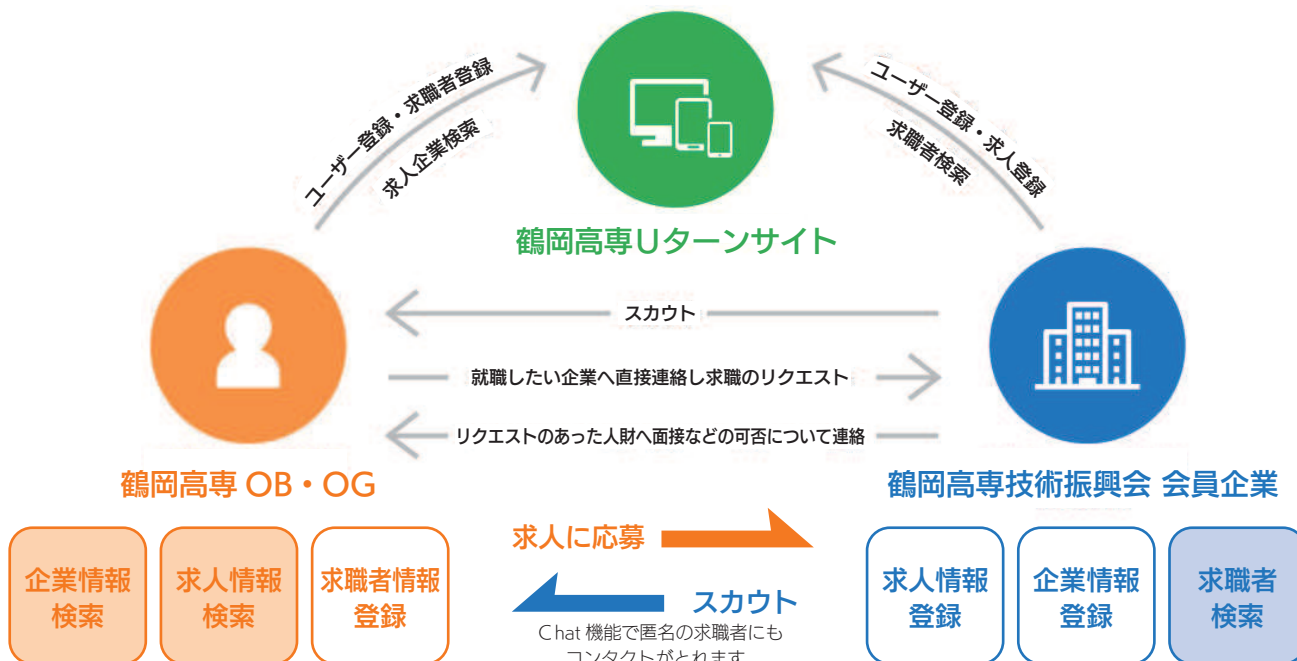 ユーザー登録・求職者登録
求人企業検索
ユーザー登録・求人登録
求職者検索
鶴岡高専Uターンサイト
スカウト
就職したい企業へ直接連絡し求職のリクエスト
リクエストのあった人財へ面接などの可否について連絡
鶴岡高専 OB・OG
鶴岡高専技術振興会 会員企業
企業情報
検索
求人情報
検索
求職者情報
登録
求人に応募
スカウト
Chat 機能で匿名の求職者にも
コンタクトがとれます
求人情報
登録
企業情報
登録
求職者
検索